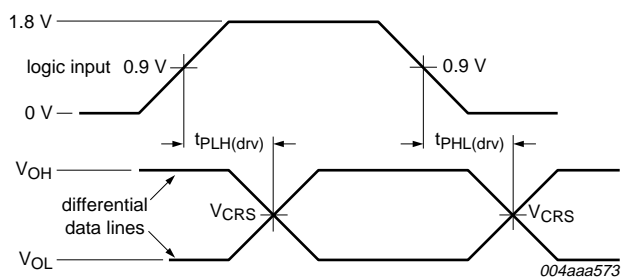 1.8 V
logic input 0.9 V
0.9 V
0 V
tPLH(drv)
tPHL(drv)
VOH
differential
data lines
VCRS
VCRS
VOL
004aaa573